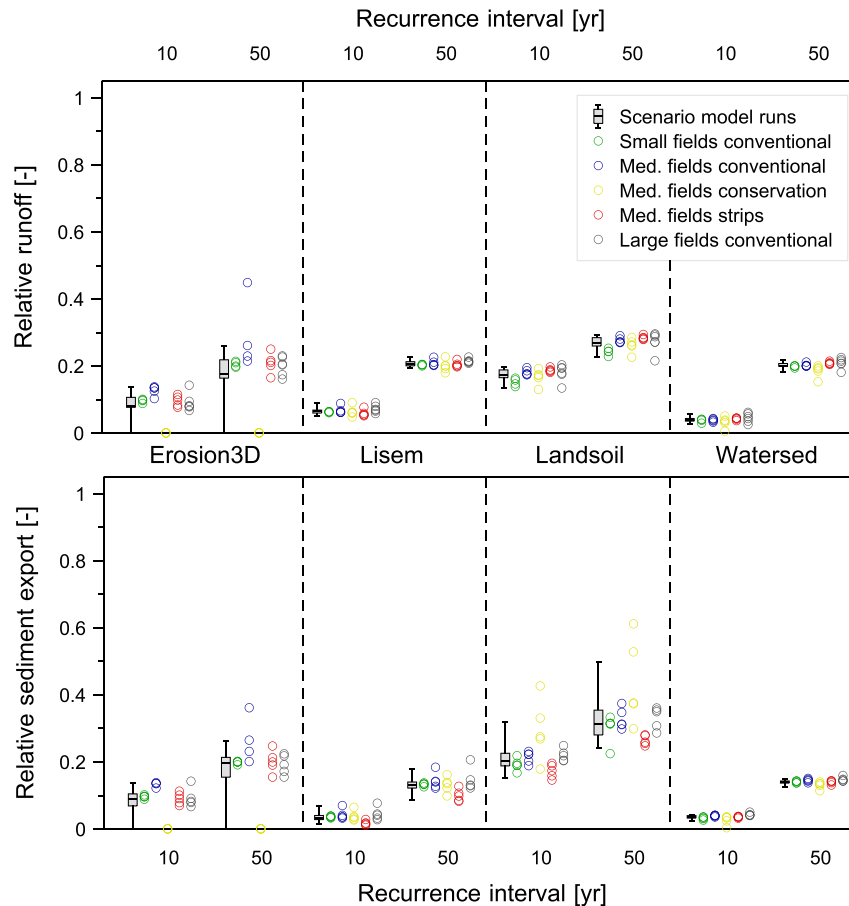 Recurrence interval [yr]
10 50 10 50 10 50 10 50
Relative runoff [-]
1
0.8
0.6
0.4
0.2
0
Scenario model runs
Small fields conventional
Med. fields conventional
Med. fields conservation
Med. fields strips
Large fields conventional
Erosion3D Lisem Landsoil Watersed
Relative sediment export [-]
1
0.8
0.6
0.4
0.2
0
10 50 10 50 10 50 10 50
Recurrence interval [yr]